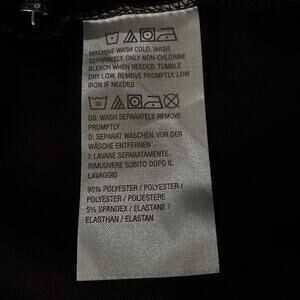 MACHINE WASH COLD, WASH
SEPARATELY, ONLY NON-CHLORINE
BLEACH WHEN NEEDED. TUMBLE
DRY LOW, REMOVE PROMPTLY. LOW
IRON IF NEEDED
GB: WASH SEPARATELY. REMOVE
PROMPTLY
D: SEPARAT WASCHEN. VOR DER
WÄSCHE ENTFERNEN
I: LAVARE SEPARATIMENTE.
RIMUOVERE SUBITO DOPO IL
LAVAGGIO
95% POLYESTER / POLYESTER /
POLYESTER / POLIESTERE
5% SPANDEX / ELASTANE /
ELASTHAN / ELASTAN